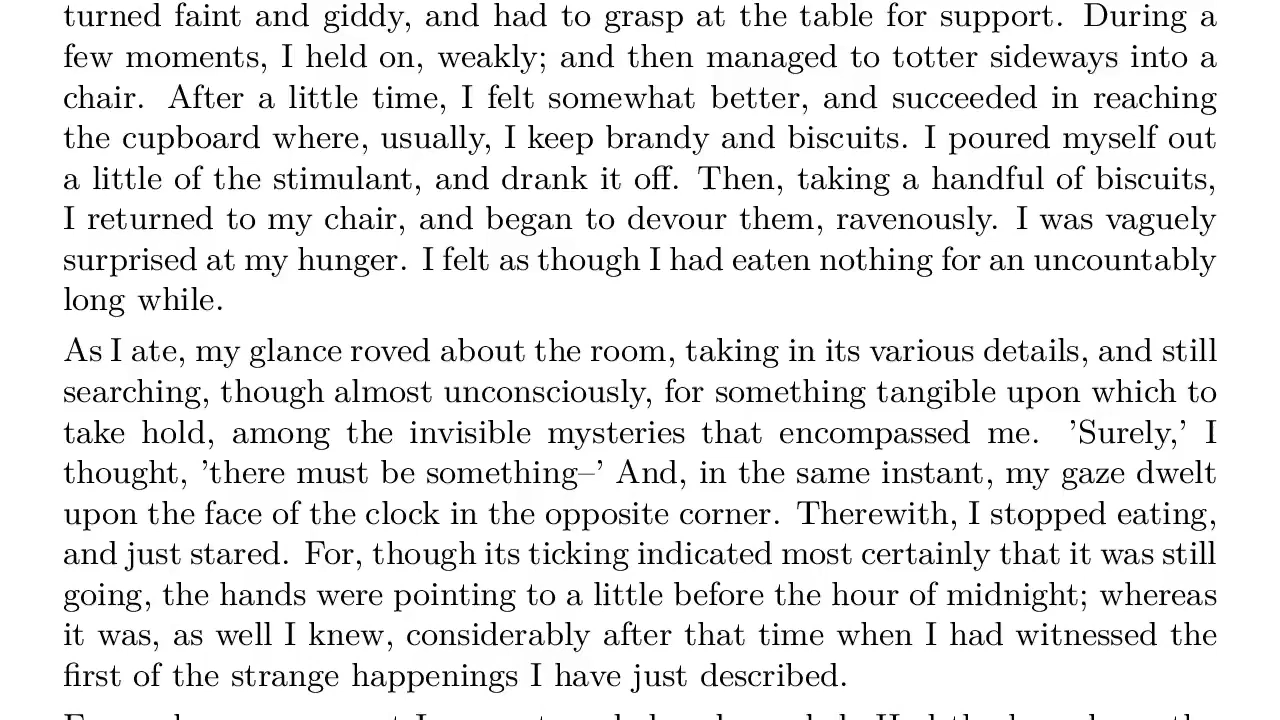 turned faint and giddy, and had to grasp at the table for support. During a
few moments, I held on, weakly; and then managed to totter sideways into a
chair. After a little time, I felt somewhat better, and succeeded in reaching
the cupboard where, usually, I keep brandy and biscuits. I poured myself out
a little of the stimulant, and drank it off. Then, taking a handful of biscuits,
I returned to my chair, and began to devour them, ravenously. I was vaguely
surprised at my hunger. I felt as though I had eaten nothing for an uncountably
long while.
As I ate, my glance roved about the room, taking in its various details, and still
searching, though almost unconsciously, for something tangible upon which to
take hold, among the invisible mysteries that encompassed me. ’Surely,’ I
thought, ’there must be something–’ And, in the same instant, my gaze dwelt
upon the face of the clock in the opposite corner. Therewith, I stopped eating,
and just stared. For, though its ticking indicated most certainly that it was still
going, the hands were pointing to a little before the hour of midnight; whereas
it was, as well I knew, considerably after that time when I had witnessed the
first of the strange happenings I have just described.